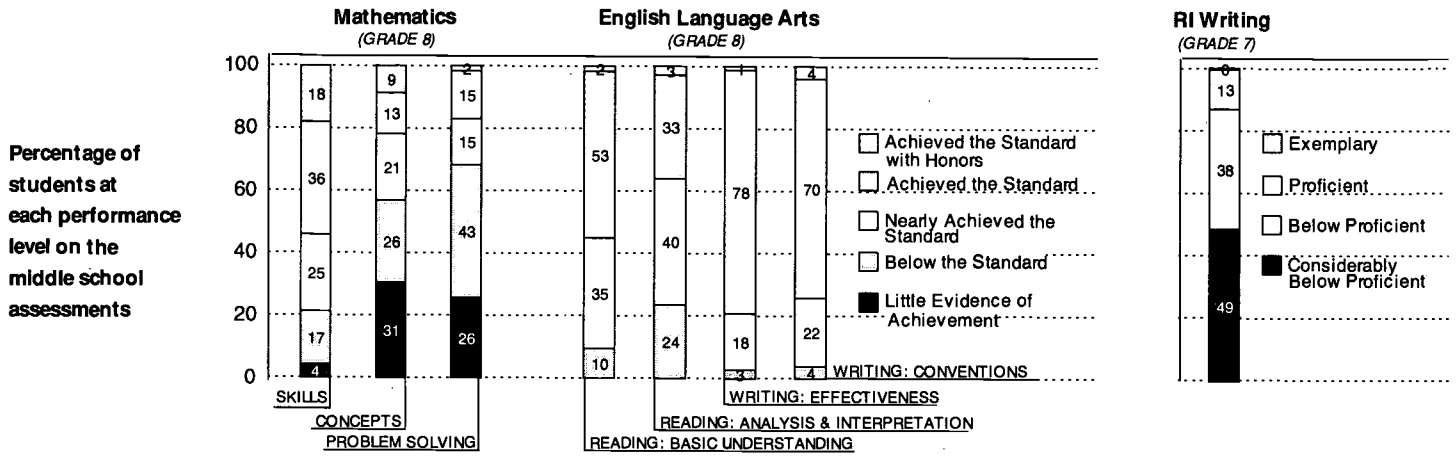 Mathematics
(GRADE 8)
English Language Arts
(GRADE 8)
RI Writing
(GRADE 7)
Percentage of
students at
each performance
level on the
middle school
assessments
100
80
60
40
20
0
18
36
25
17
4
9
13
21
26
31
2
15
15
43
26
2
53
35
10
3
33
40
24
1
78
18
3
4
70
22
4
Achieved the Standard
with Honors
Achieved the Standard
Nearly Achieved the
Standard
Below the Standard
Little Evidence of
Achievement
0
13
38
49
Exemplary
Proficient
Below Proficient
Considerably
Below Proficient
SKILLS
CONCEPTS
PROBLEM SOLVING
WRITING: CONVENTIONS
WRITING: EFFECTIVENESS
READING: ANALYSIS & INTERPRETATION
READING: BASIC UNDERSTANDING